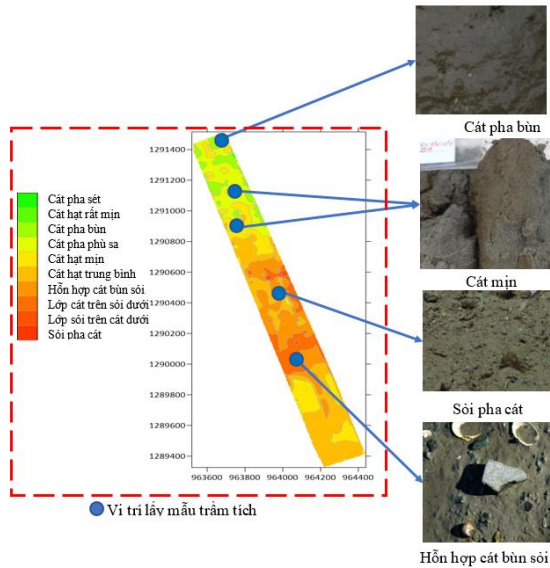 Cát pha bùn
1291400
1291200
1291000
1290800
1290600
1290400
1290200
1290000
1289800
1289600
1289400
963600 963800 964000 964200 964400
Cát pha sét
Cát hạt rất mịn
Cát pha bùn
Cát pha phù sa
Cát hạt mịn
Cát hạt trung bình
Hỗn hợp cát bùn sỏi
Lớp cát trên sỏi dưới
Lớp sỏi trên cát dưới
Sỏi pha cát
Cát mịn
Sỏi pha cát
Vị trí lấy mẫu trầm tích
Hỗn hợp cát bùn sỏi